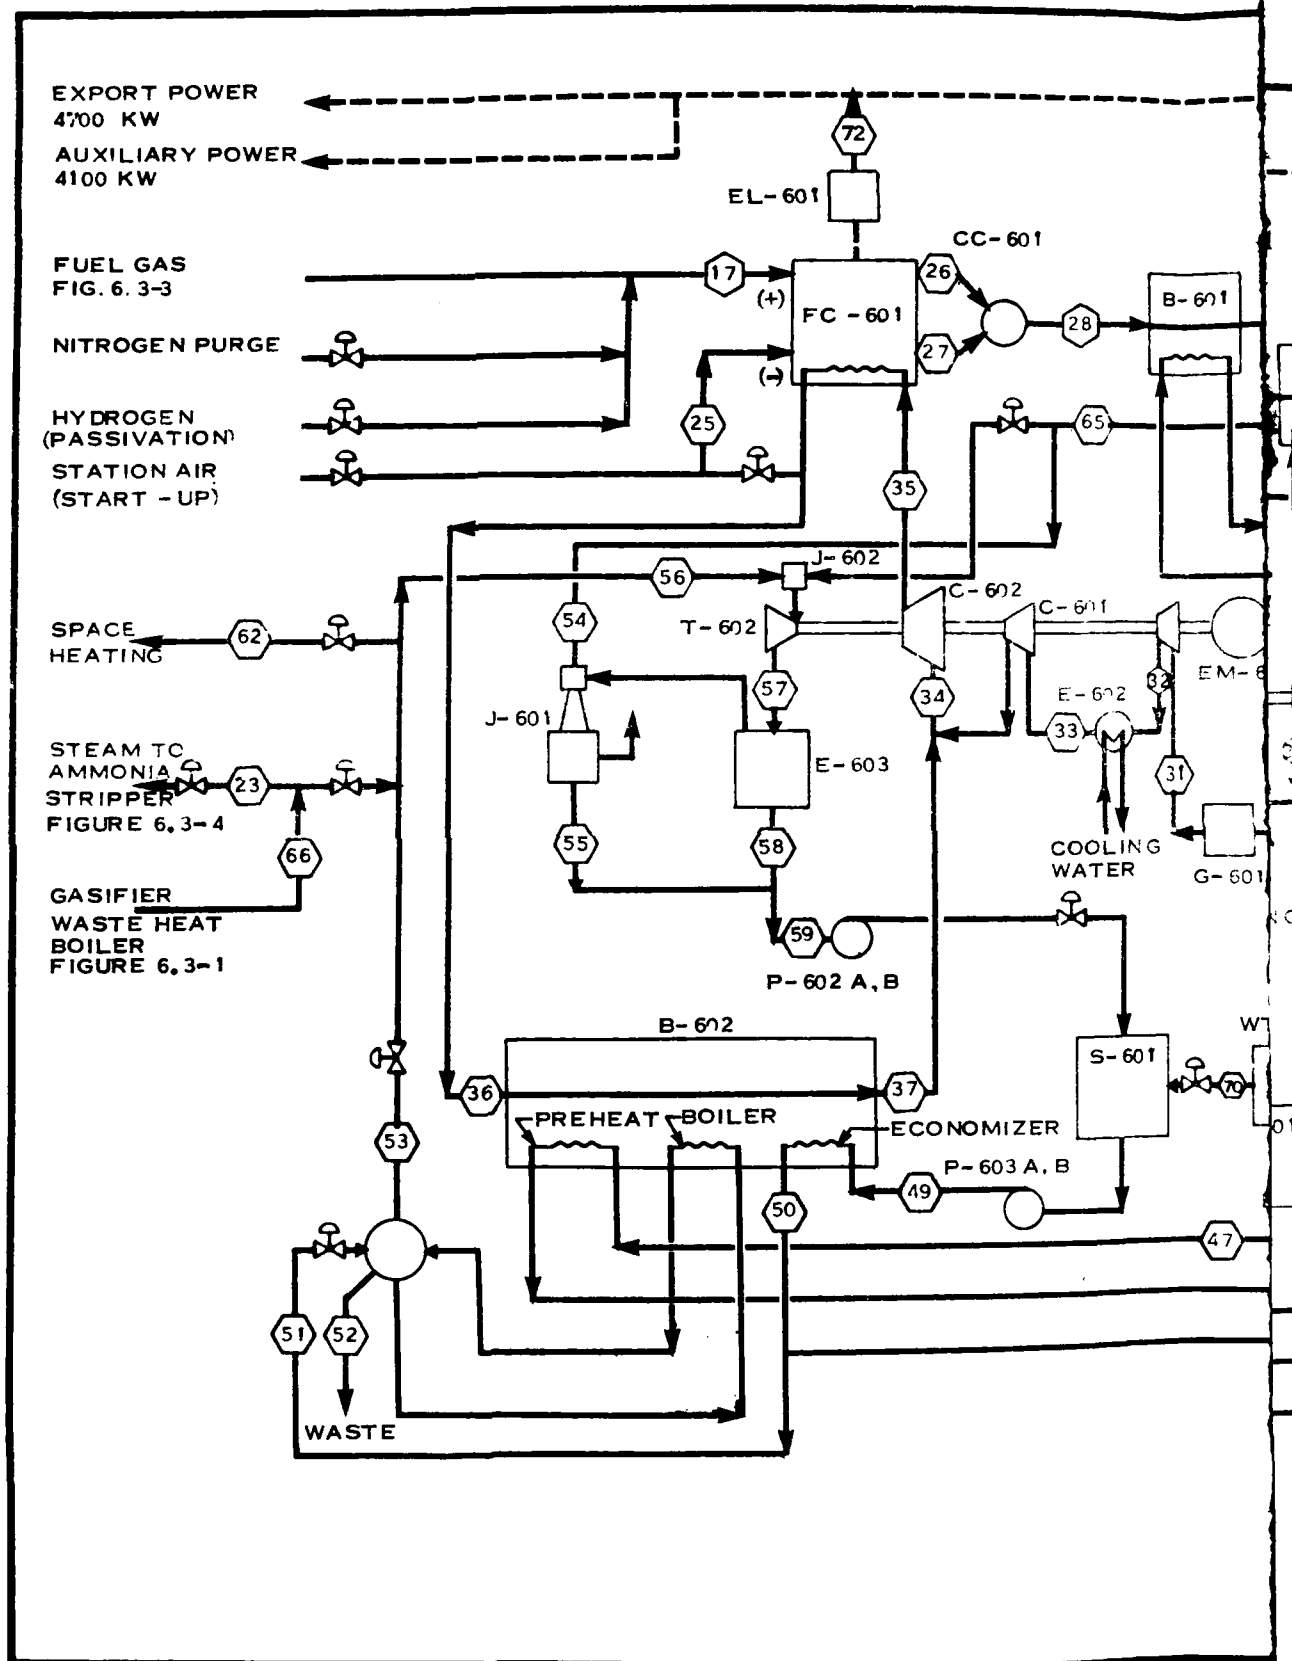 EXPORT POWER
4700 KW
AUXILIARY POWER
4100 KW
72
EL-601
CC-601
FUEL GAS
FIG. 6.3-3
17
(+)
FC-601
26
27
28
B-601
NITROGEN PURGE
(-)
HYDROGEN
(PASSIVATION)
25
65
STATION AIR
(START-UP)
35
J-602
56
C-602
C-601
54
T-602
SPACE
HEATING
62
57
34
32
EM-6
E-602
33
J-601
STEAM TO
AMMONIA
STRIPPER
FIGURE 6.3-4
23
E-603
31
55
58
66
COOLING
WATER
G-601
GASIFIER
WASTE HEAT
BOILER
FIGURE 6.3-1
59
P-602 A, B
B-602
S-601
70
36
37
PREHEAT
BOILER
ECONOMIZER
53
P-603 A, B
49
50
47
51
52
WASTE